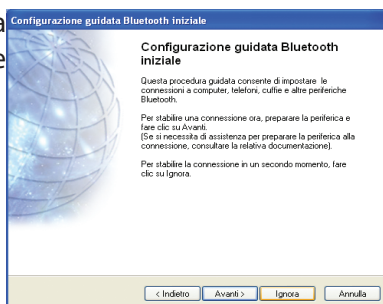 a
e
Configurazione guidata Bluetooth iniziale
Configurazione guidata Bluetooth
iniziale
Questa procedura guidata consente di impostare le
connessioni a computer, telefoni, cuffie e altre periferiche
Bluetooth.
Per stabilire una connessione ora, preparare la periferica e
fare clic su Avanti.
(Se si necessita di assistenza per preparare la periferica alla
connessione, consultare la relativa documentazione).
Per stabilire la connessione in un secondo momento, fare
clic su Ignora.
< Indietro Avanti > Ignora Annulla